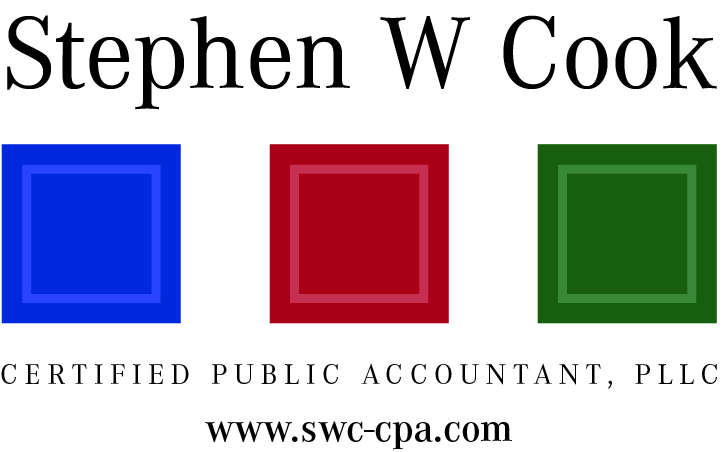 Stephen W Cook
CERTIFIED PUBLIC ACCOUNTANT, PLLC
www.swc-cpa.com